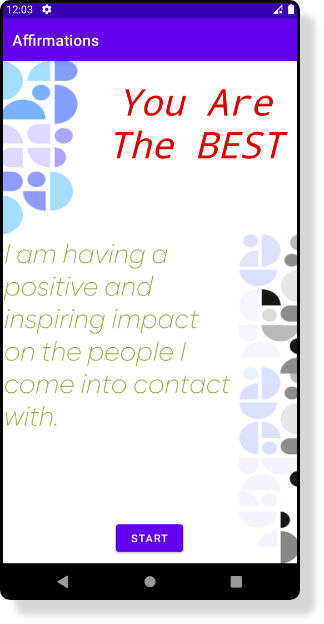 12:03
Affirmations
You Are
The BEST
I am having a
positive and
inspiring impact
on the people I
come into contact
with.
START